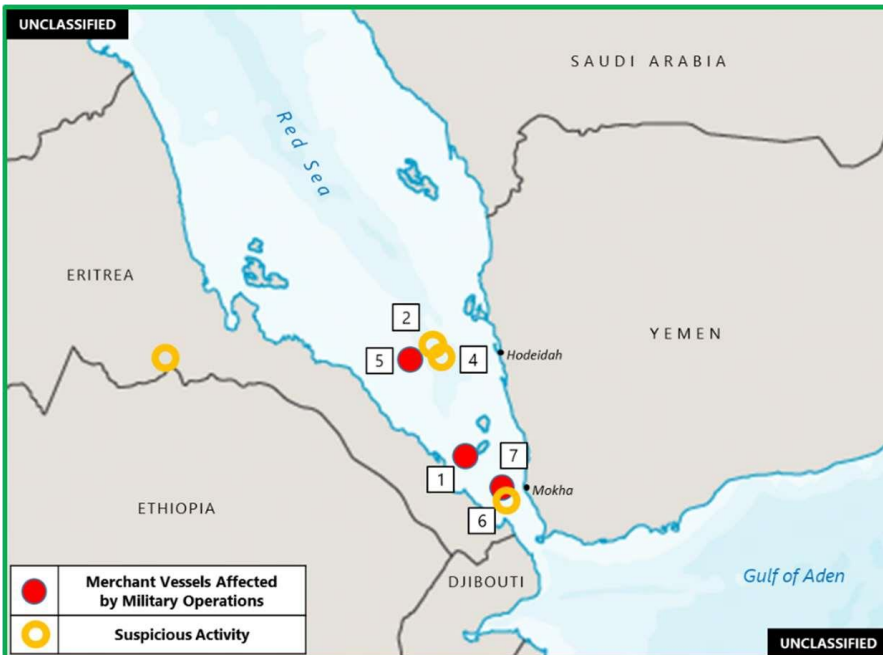 UNCLASSIFIED
SAUDI ARABIA
Red Sea
ERITREA
2
YEMEN
5
4
Hodeidah
7
1
Mokha
ETHIOPIA
6
DJIBOUTI
Gulf of Aden
Merchant Vessels Affected
by Military Operations
Suspicious Activity
UNCLASSIFIED